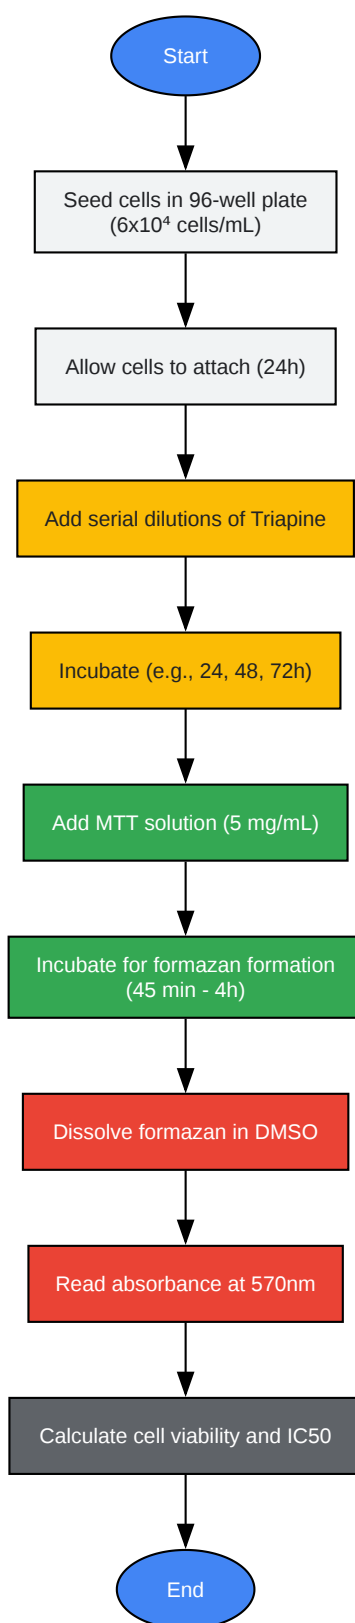 Start
Seed cells in 96-well plate
(6x10⁴ cells/mL)
Allow cells to attach (24h)
Add serial dilutions of Triapine
Incubate (e.g., 24, 48, 72h)
Add MTT solution (5 mg/mL)
Incubate for formazan formation
(45 min - 4h)
Dissolve formazan in DMSO
Read absorbance at 570nm
Calculate cell viability and IC50
End